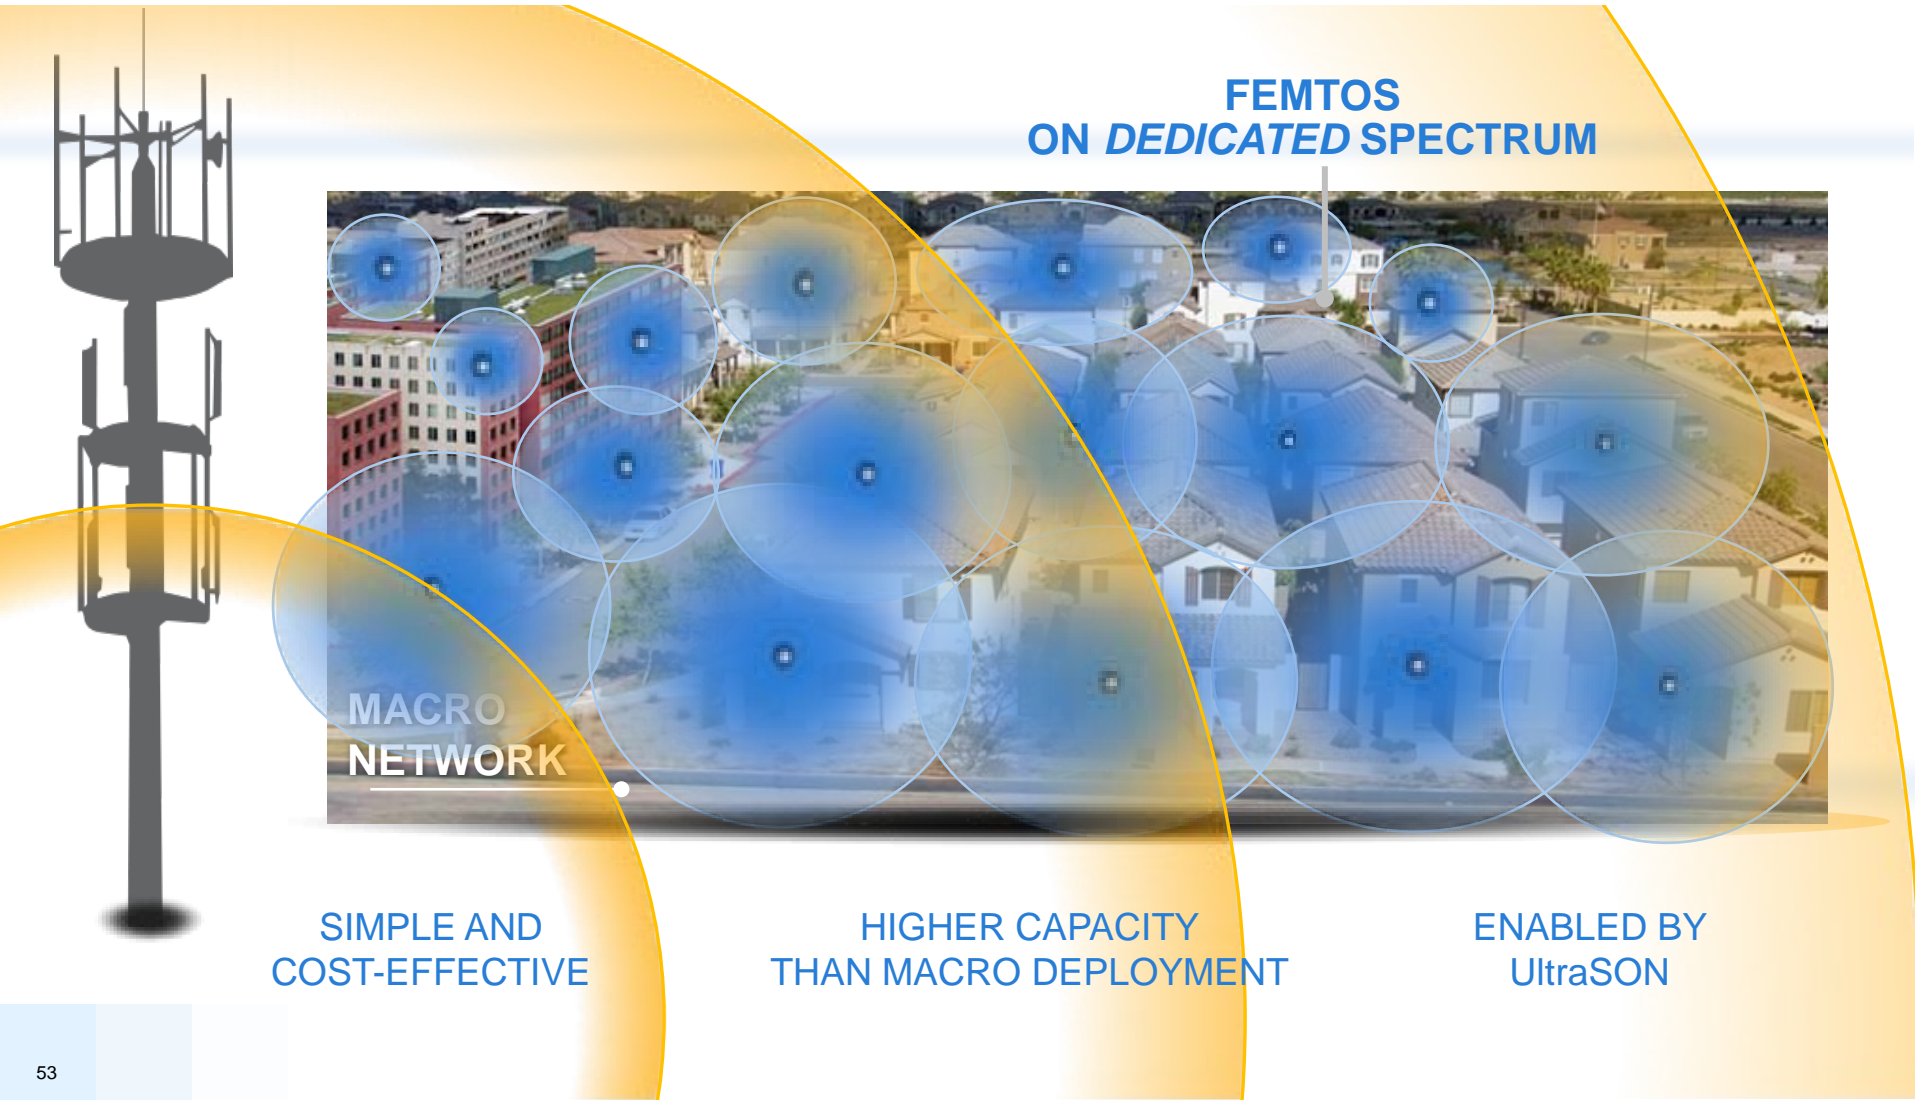 FEMTOS
ON DEDICATED SPECTRUM
MACRO
NETWORK
SIMPLE AND
COST-EFFECTIVE
HIGHER CAPACITY
THAN MACRO DEPLOYMENT
ENABLED BY
UltraSON
53